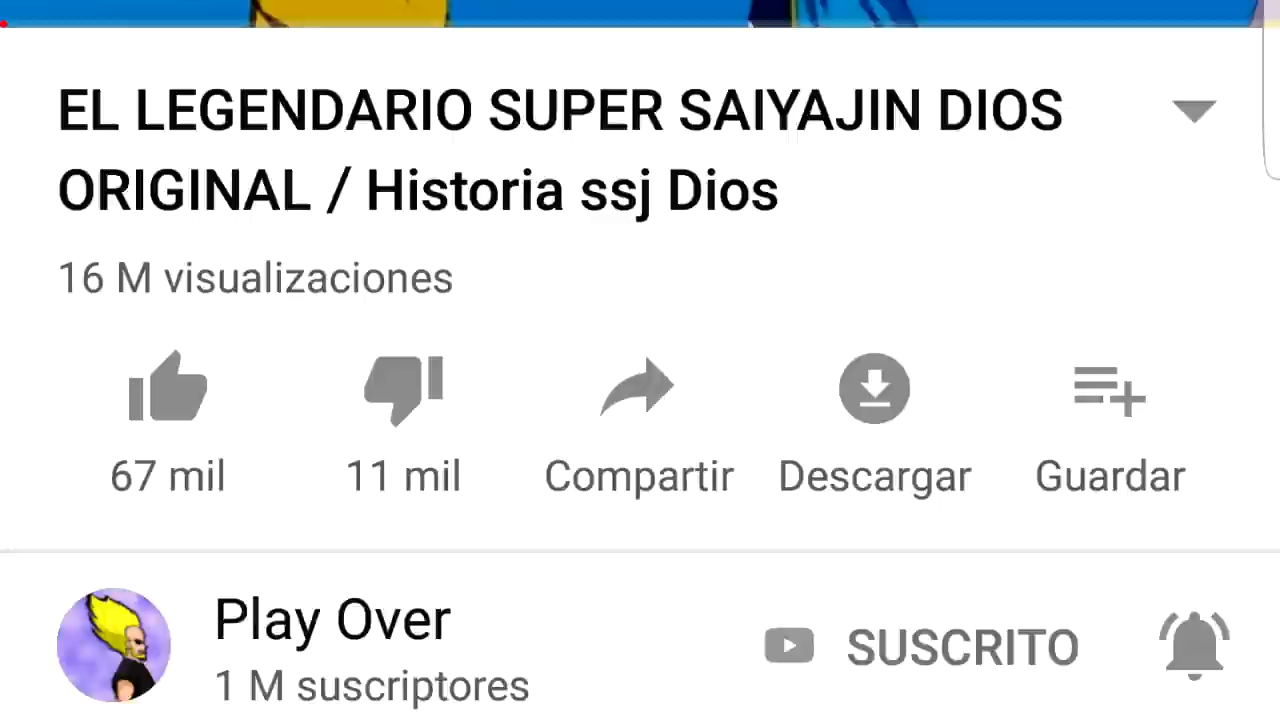 EL LEGENDARIO SUPER SAIYAJIN DIOS
ORIGINAL / Historia ssj Dios
16 M visualizaciones
67 mil 11 mil Compartir Descargar Guardar
Play Over
SUSCRITO
1 M suscriptores